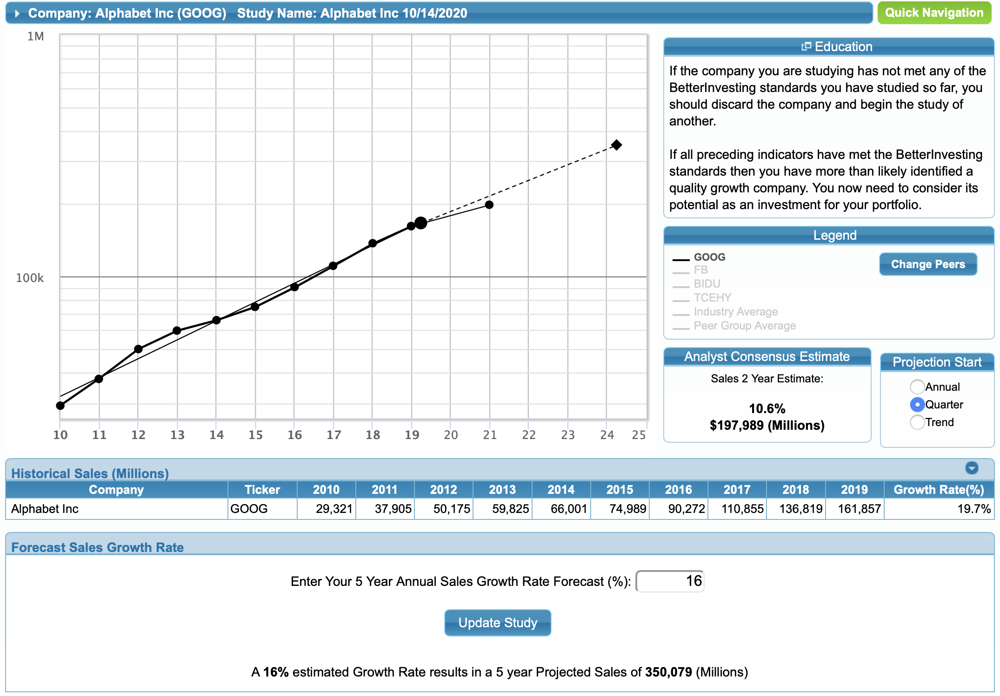 Company: Alphabet Inc (GOOG) Study Name: Alphabet Inc 10/14/2020
Quick Navigation
1M
100k
10 11 12 13 14 15 16 17 18 19 20 21 22 23 24 25
Education
If the company you are studying has not met any of the
BetterInvesting standards you have studied so far, you
should discard the company and begin the study of
another.
If all preceding indicators have met the BetterInvesting
standards then you have more than likely identified a
quality growth company. You now need to consider its
potential as an investment for your portfolio.
Legend
GOOG
FB
BIDU
TCEHY
Industry Average
Peer Group Average
Change Peers
Analyst Consensus Estimate
Sales 2 Year Estimate:
10.6%
$197,989 (Millions)
Projection Start
Annual
Quarter
Trend
Historical Sales (Millions)
Company Ticker 2010 2011 2012 2013 2014 2015 2016 2017 2018 2019 Growth Rate(%)
Alphabet Inc GOOG 29,321 37,905 50,175 59,825 66,001 74,989 90,272 110,855 136,819 161,857 19.7%
Forecast Sales Growth Rate
Enter Your 5 Year Annual Sales Growth Rate Forecast (%): 16
Update Study
A 16% estimated Growth Rate results in a 5 year Projected Sales of 350,079 (Millions)